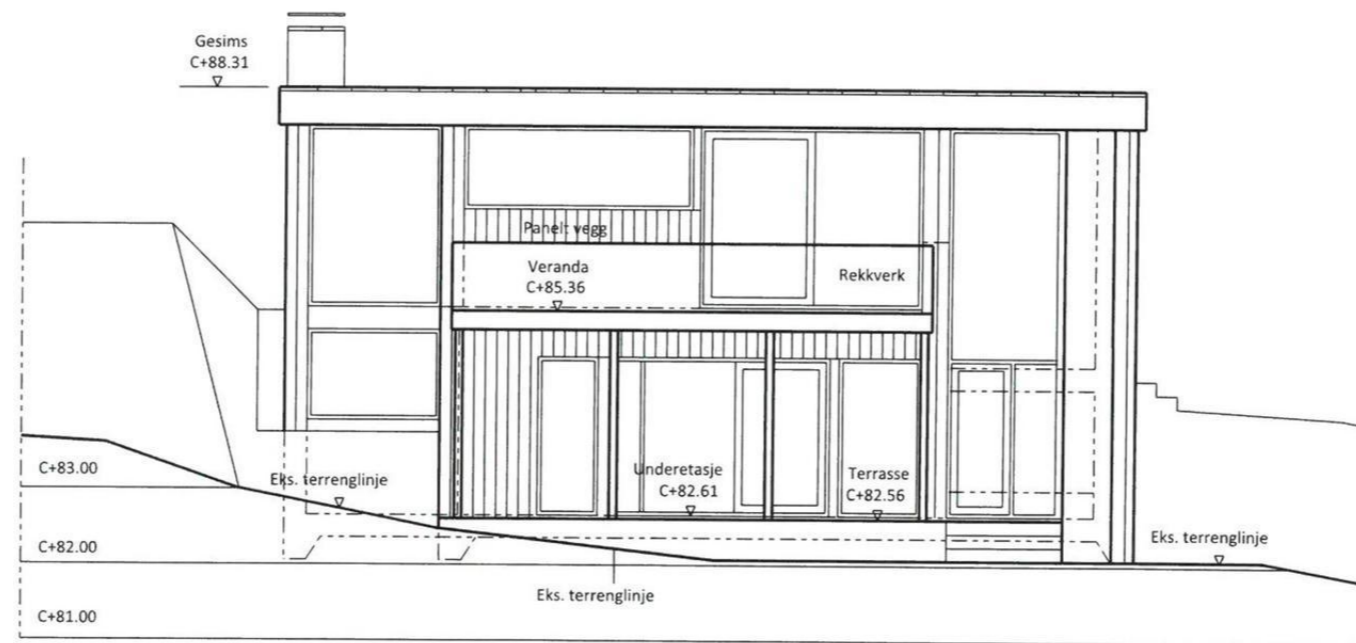 Gesims
C+88.31
Panelt vegg
Veranda
C+85.36
Rekkverk
C+83.00
Eks. terrenglinje
Underetasje
C+82.61
Terrasse
C+82.56
C+82.00
Eks. terrenglinje
Eks. terrenglinje
C+81.00